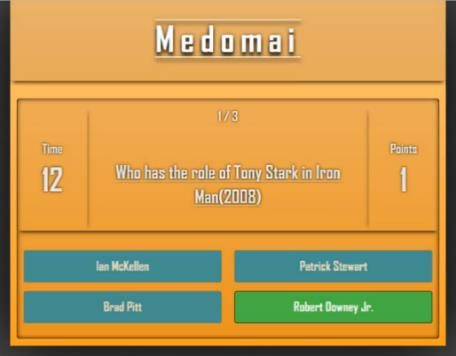 Medomai
1/3
Time
12
Who has the role of Tony Stark in Iron
Man(2008)
Points
1
Ian McKellen
Patrick Stewart
Brad Pitt
Robert Downey Jr.